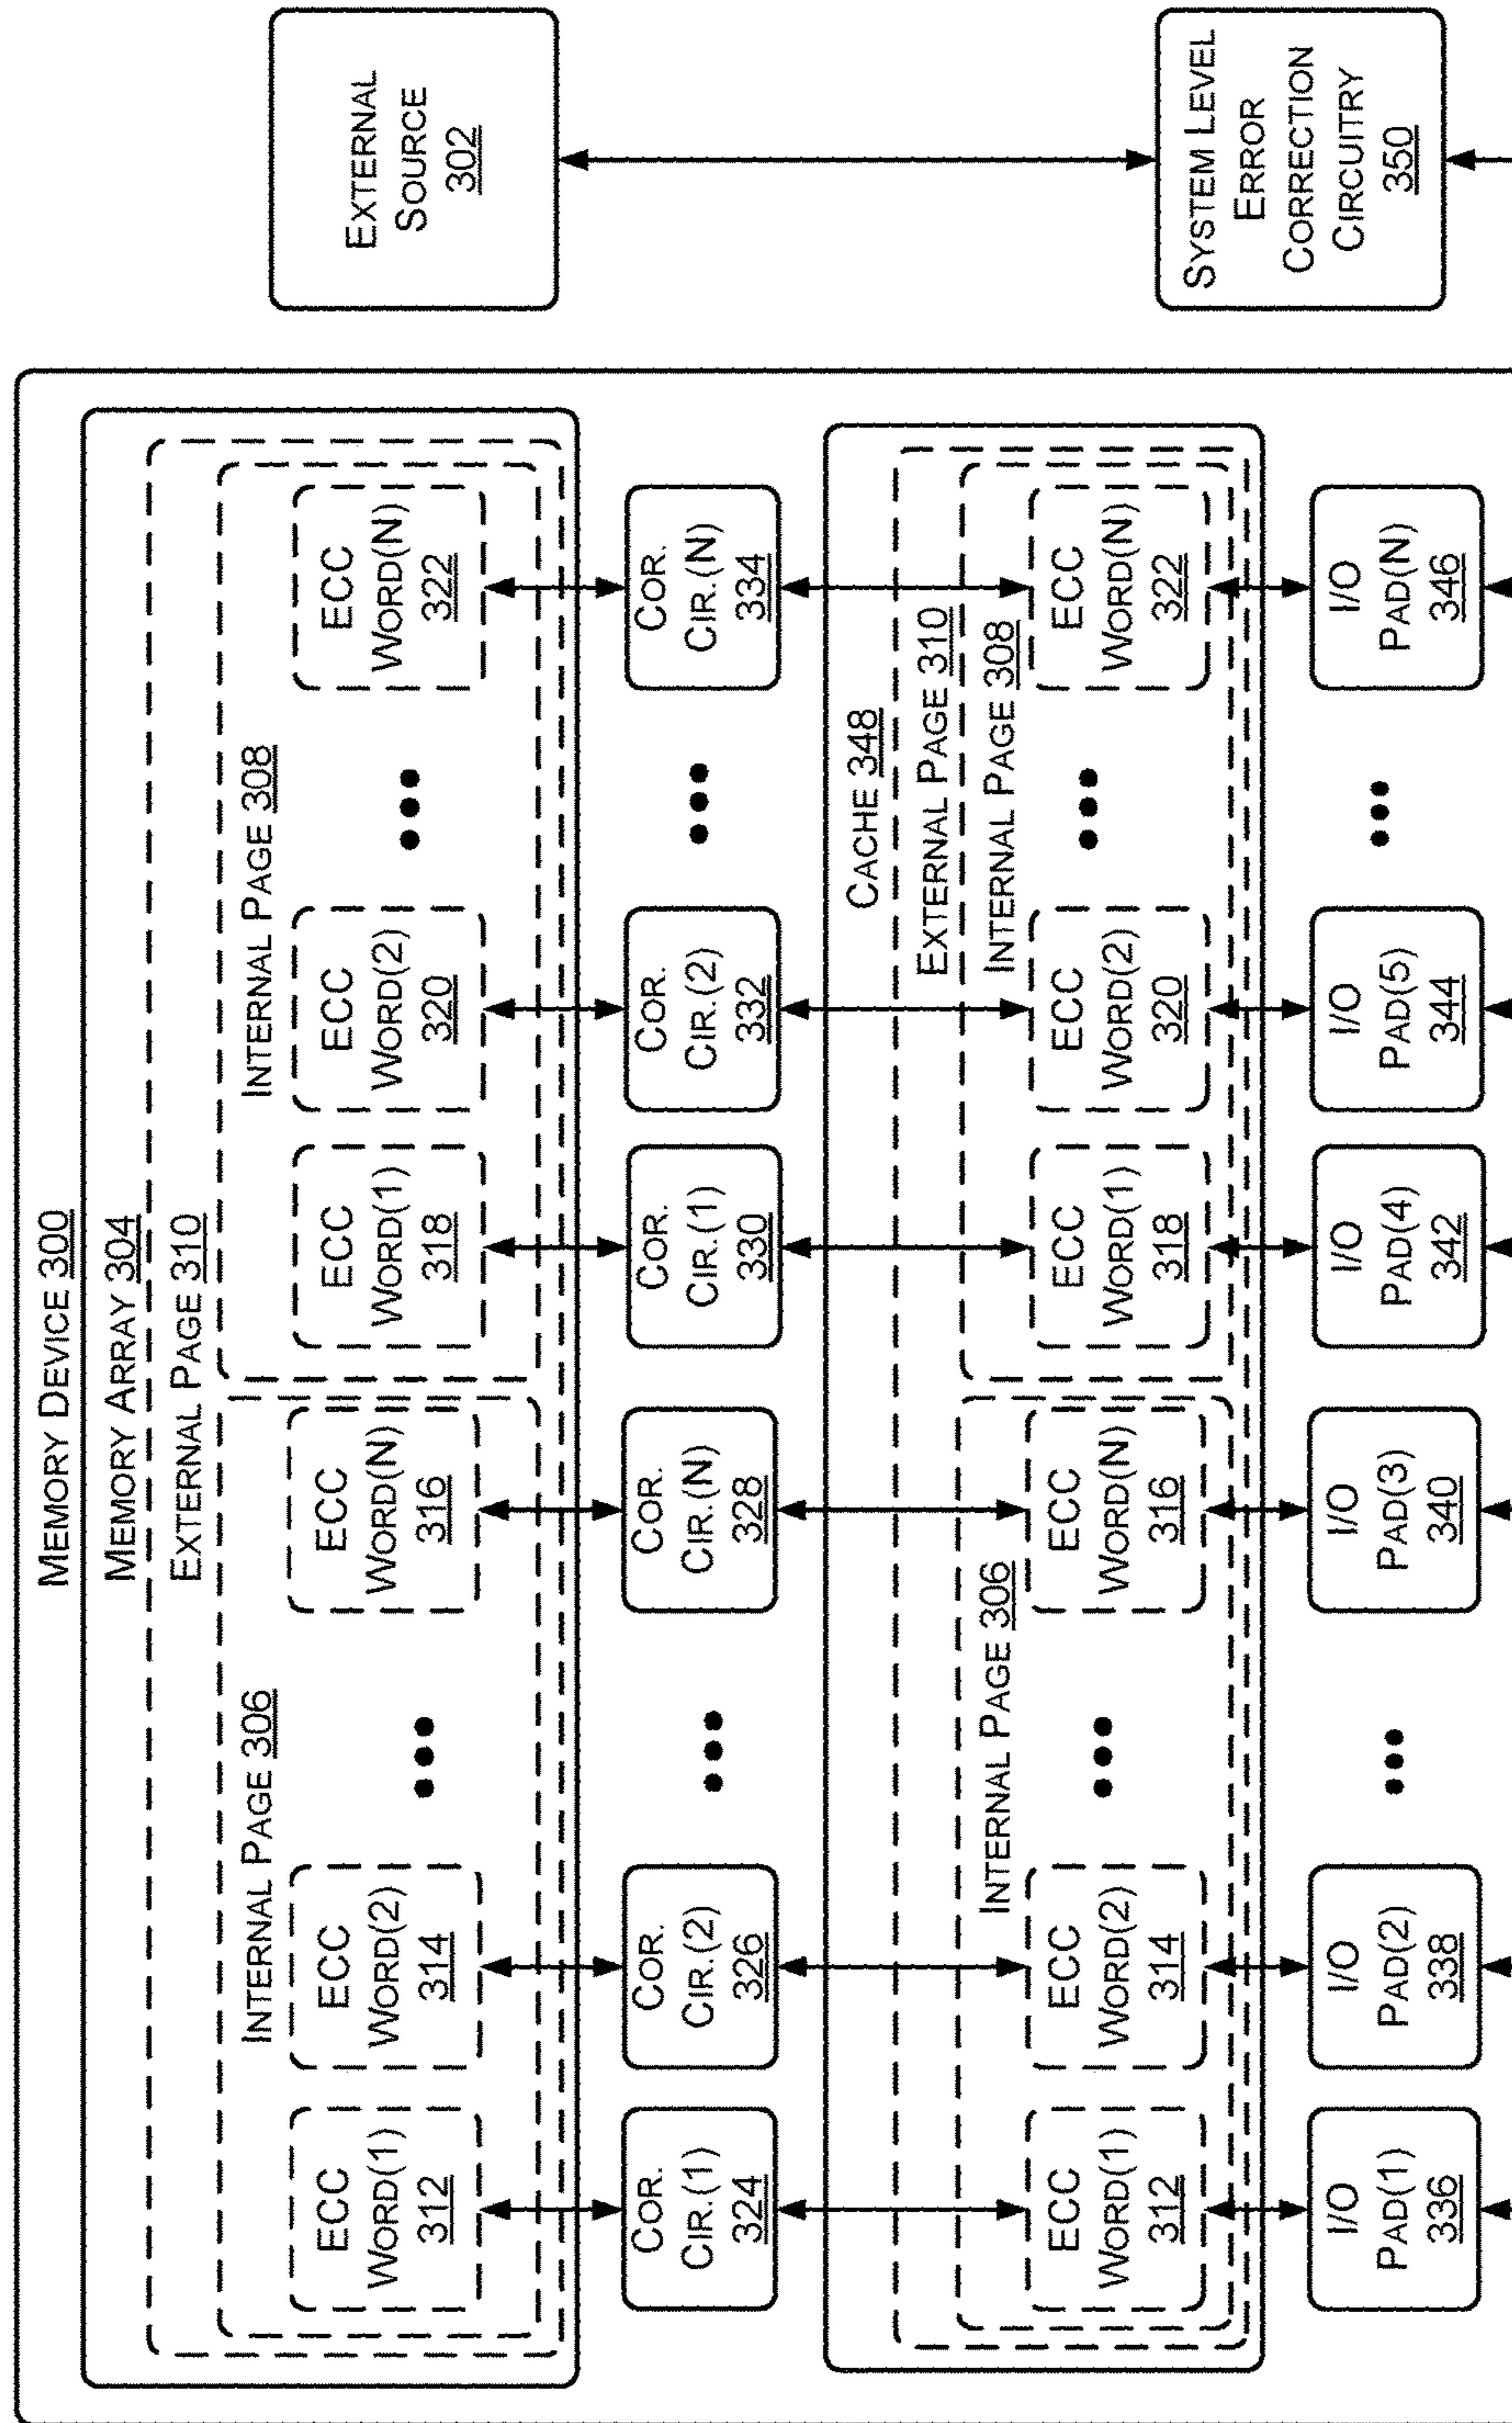 MEMORY DEVICE 300
MEMORY ARRAY 304
EXTERNAL PAGE 310
INTERNAL PAGE 306
INTERNAL PAGE 308
ECC
WORD(1)
312
ECC
WORD(2)
314
•••
ECC
WORD(N)
316
ECC
WORD(1)
318
ECC
WORD(2)
320
•••
ECC
WORD(N)
322
COR.
CIR.(1)
324
COR.
CIR.(2)
326
•••
COR.
CIR.(N)
328
COR.
CIR.(1)
330
COR.
CIR.(2)
332
•••
COR.
CIR.(N)
334
CACHE 348
EXTERNAL PAGE 310
INTERNAL PAGE 306
INTERNAL PAGE 308
ECC
WORD(1)
312
ECC
WORD(2)
314
•••
ECC
WORD(N)
316
ECC
WORD(1)
318
ECC
WORD(2)
320
•••
ECC
WORD(N)
322
I/O
PAD(1)
336
I/O
PAD(2)
338
•••
I/O
PAD(3)
340
I/O
PAD(4)
342
I/O
PAD(5)
344
•••
I/O
PAD(N)
346
EXTERNAL
SOURCE
302
SYSTEM LEVEL
ERROR
CORRECTION
CIRCUITRY
350